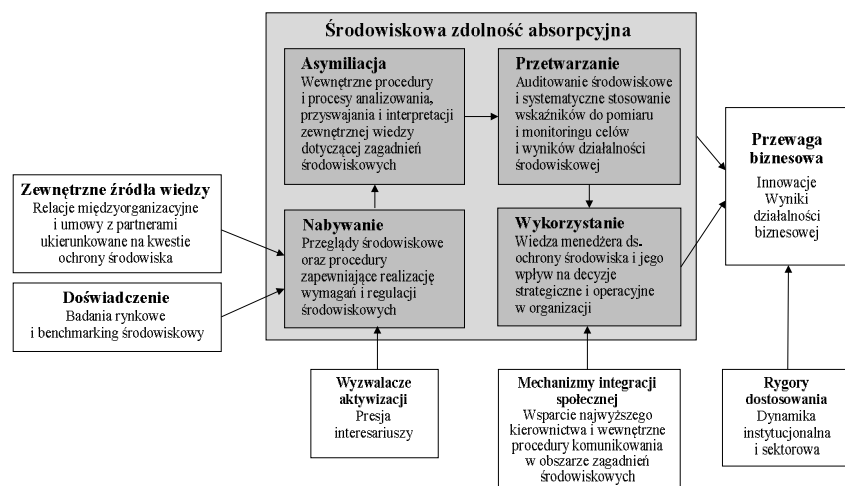 Środowiskowa zdolność absorpcyjna
Asymiliacja
Wewnętrzne procedury
i procesy analizowania,
przyswajania i interpretacji
zewnętrznej wiedzy
dotyczącej zagadnień
środowiskowych
Przetwarzanie
Auditowanie środowiskowe
i systematyczne stosowanie
wskaźników do pomiaru
i monitoringu celów
i wyników działalności
środowiskowej
Przewaga
biznesowa
Innowacje
Wyniki
działalności
biznesowej
Zewnętrzne źródła wiedzy
Relacje międzyorganizacyjne
i umowy z partnerami
ukierunkowane na kwestie
ochrony środowiska
Nabywanie
Przeglądy środowiskowe
oraz procedury
zapewniające realizację
wymagań i regulacji
środowiskowych
Wykorzystanie
Wiedza menedżera ds.
ochrony środowiska i jego
wpływ na decyzje
strategiczne i operacyjne
w organizacji
Doświadczenie
Badania rynkowe
i benchmarking środowiskowy
Wyzwalacze
aktywizacji
Presja
interesariuszy
Mechanizmy integracji
społecznej
Wsparcie najwyższego
kierownictwa i wewnętrzne
procedury komunikowania
w obszarze zagadnień
środowiskowych
Rygory
dostosowania
Dynamika
instytucjonalna
i sektorowa